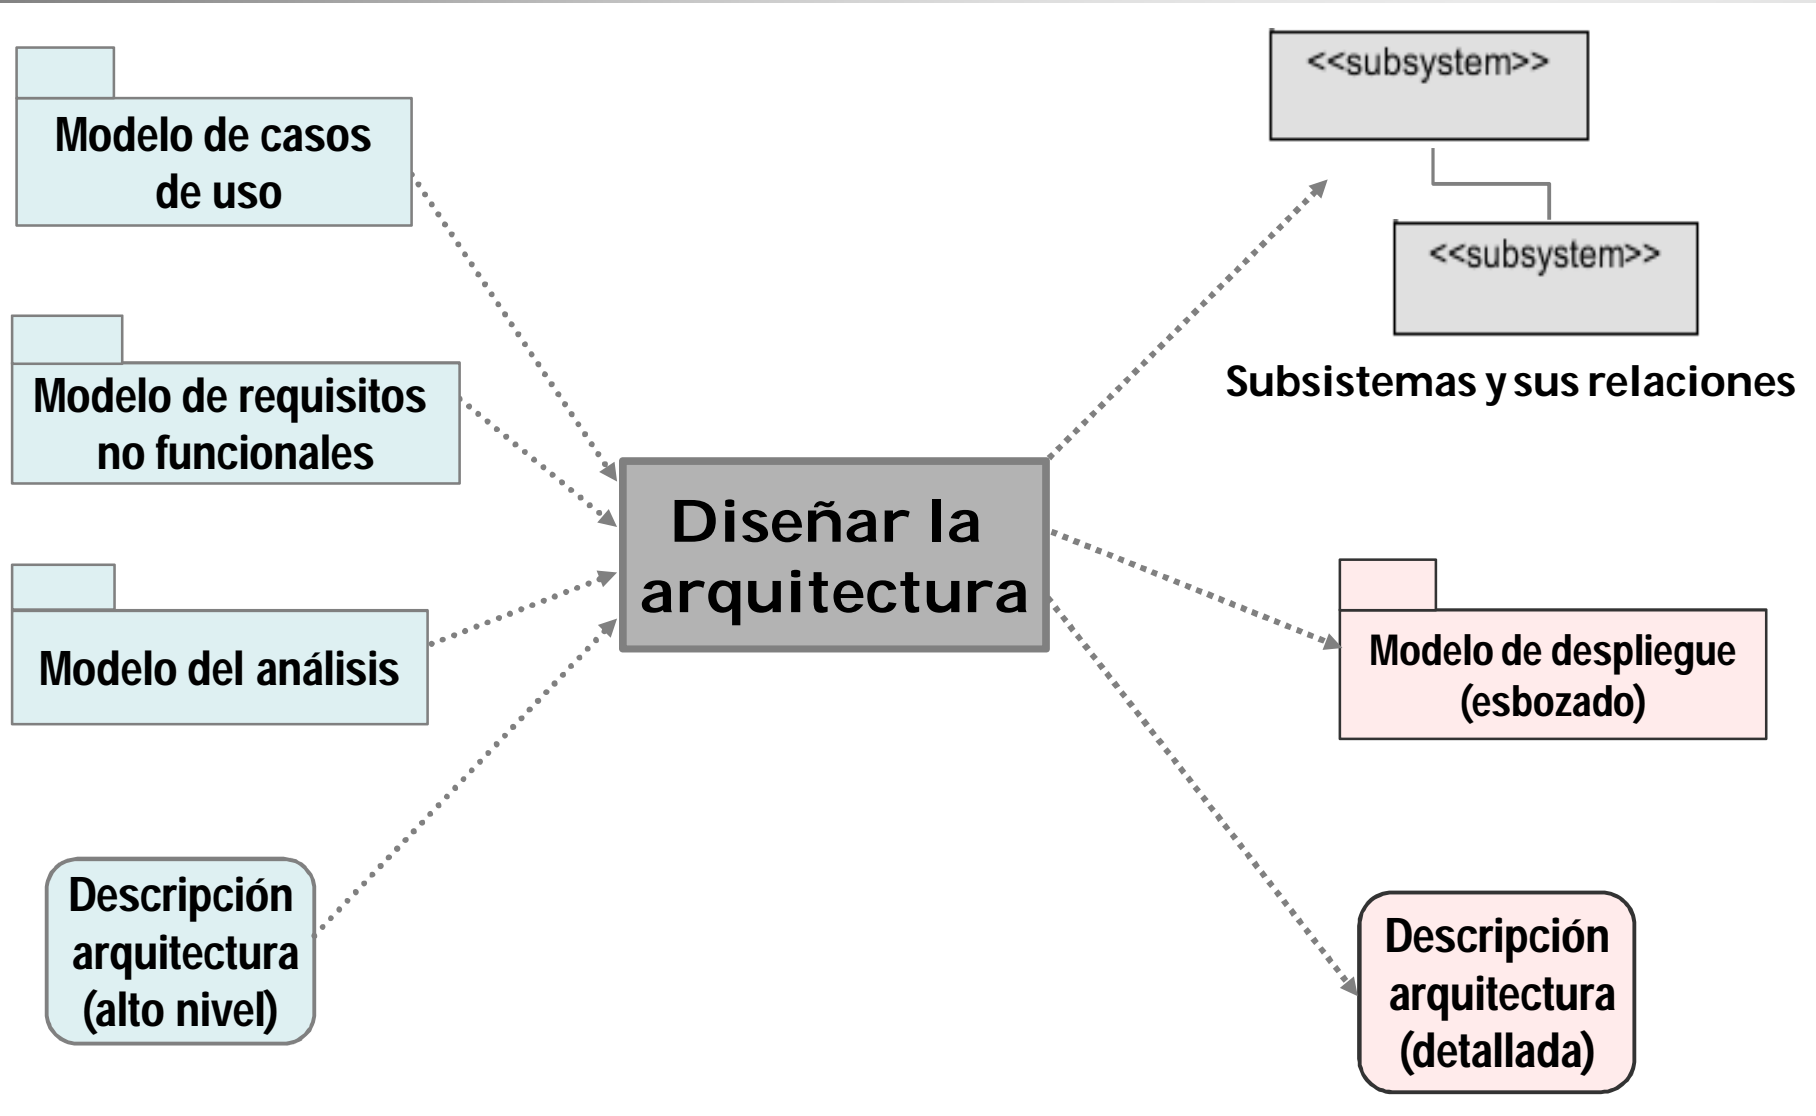 Modelo de casos
de uso
Modelo de requisitos
no funcionales
Modelo del análisis
Descripción
arquitectura
(alto nivel)
Diseñar la
arquitectura
<<subsystem>>
<<subsystem>>
Subsistemas y sus relaciones
Modelo de despliegue
(esbozado)
Descripción
arquitectura
(detallada)